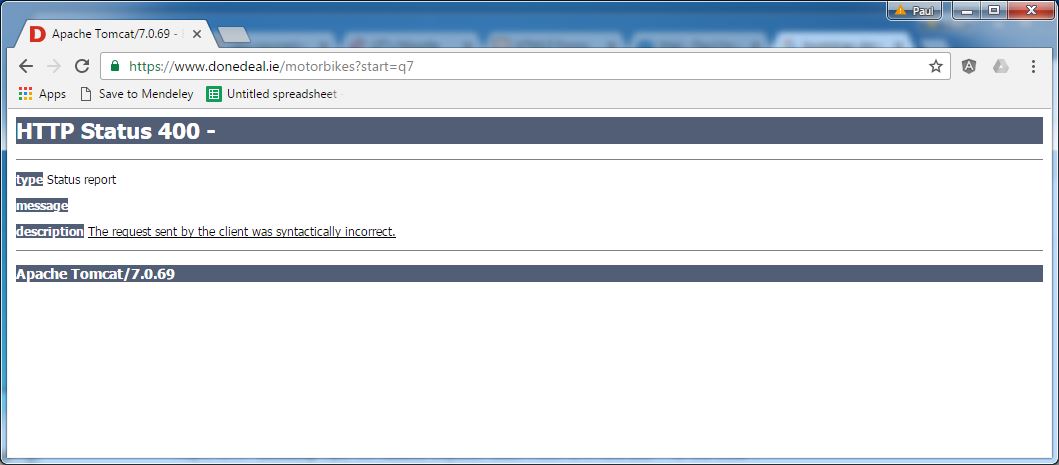 Paul
Apache Tomcat/7.0.69 -
https://www.donedeal.ie/motorbikes?start=q7
Apps Save to Mendeley Untitled spreadsheet -
HTTP Status 400 -
type Status report
message
description The request sent by the client was syntactically incorrect.
Apache Tomcat/7.0.69